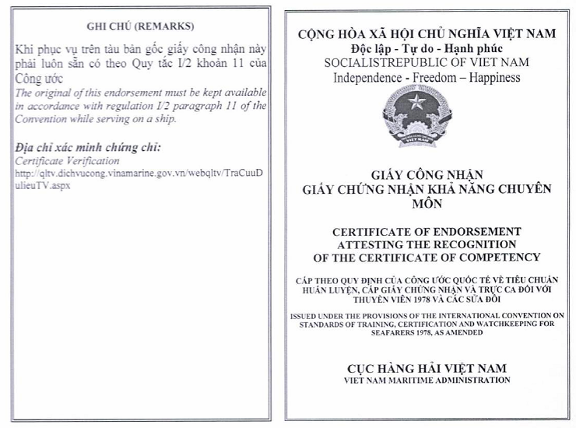 GHI CHÚ (REMARKS)
Khi phục vụ trên tàu bản gốc giấy công nhận này
phải luôn sẵn có theo Quy tắc I/2 khoản 11 của
Công ước
The original of this endorsement must be kept available
in accordance with regulation I/2 paragraph 11 of the
Convention while serving on a ship.
Địa chỉ xác minh chứng chỉ:
Certificate Verification
http://qltv.dichvucong.vinamarine.gov.vn/webqltv/TraCuuD
ulieuTV.aspx
CỘNG HÒA XÃ HỘI CHỦ NGHĨA VIỆT NAM
Độc lập - Tự do - Hạnh phúc
SOCIALISTREPUBLIC OF VIET NAM
Independence - Freedom – Happiness
GIẤY CÔNG NHẬN
GIẤY CHỨNG NHẬN KHẢ NĂNG CHUYÊN
MÔN
CERTIFICATE OF ENDORSEMENT
ATTESTING THE RECOGNITION
OF THE CERTIFICATE OF COMPETENCY
CẤP THEO QUY ĐỊNH CỦA CÔNG ƯỚC QUỐC TẾ VỀ TIÊU CHUẨN
HUẤN LUYỆN, CẤP GIẤY CHỨNG NHẬN VÀ TRỰC CA ĐỐI VỚI
THUYỀN VIÊN 1978 VÀ CÁC SỬA ĐỔI
ISSUED UNDER THE PROVISIONS OF THE INTERNATIONAL CONVENTION ON
STANDARDS OF TRAINING, CERTIFICATION AND WATCHKEEPING FOR
SEAFARERS 1978, AS AMENDED
CỤC HÀNG HẢI VIỆT NAM
VIET NAM MARITIME ADMINISTRATION